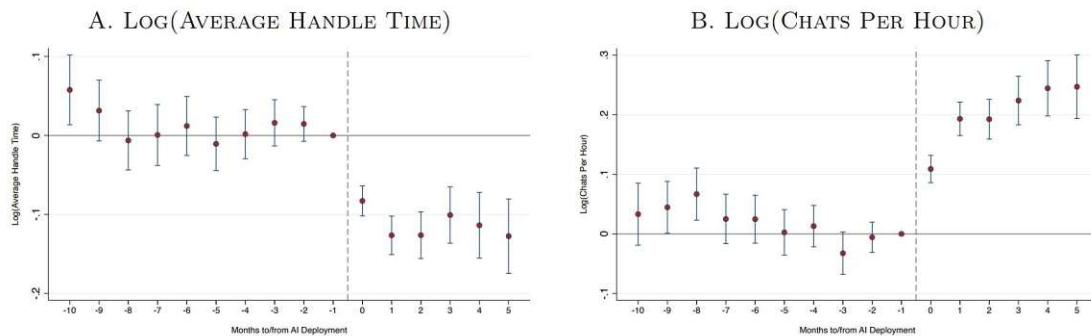 A. LOG(AVERAGE HANDLE TIME)
B. LOG(CHATS PER HOUR)
Log(Average Handle Time)
.1
0
-.1
-.2
-10 -9 -8 -7 -6 -5 -4 -3 -2 -1 0 1 2 3 4 5
Months to/from AI Deployment
Log(Chats Per Hour)
.3
.2
.1
0
-.1
-10 -9 -8 -7 -6 -5 -4 -3 -2 -1 0 1 2 3 4 5
Months to/from AI Deployment